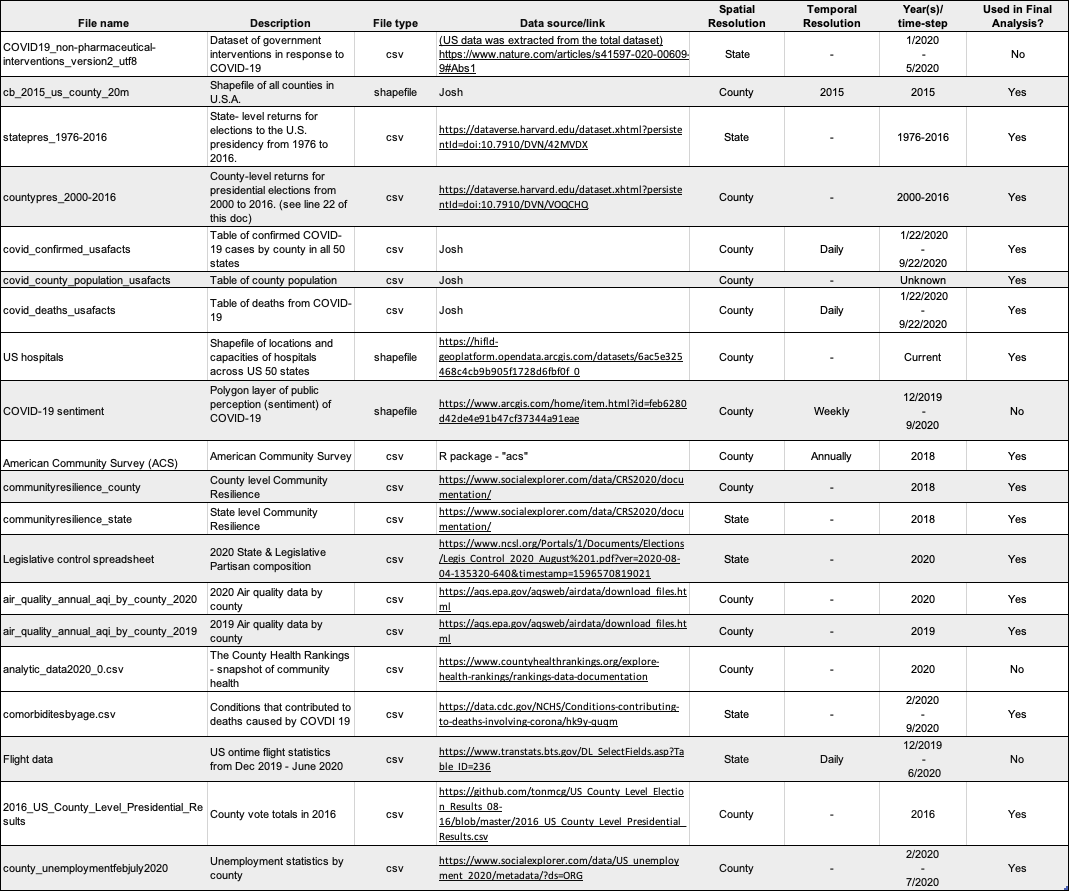 File name Description File type Data source/link Spatial Resolution Temporal Resolution Year(s)/ time-step Used in Final Analysis?
COVID19_non-pharmaceutical-interventions_version2_utf8 Dataset of government interventions in response to COVID-19 csv (US data was extracted from the total dataset) https://www.nature.com/articles/s41597-020-00609-9#Abs1 State - 1/2020 - 5/2020 No
cb_2015_us_county_20m Shapefile of all counties in U.S.A. shapefile Josh County 2015 2015 Yes
statepres_1976-2016 State- level returns for elections to the U.S. presidency from 1976 to 2016. csv https://dataverse.harvard.edu/dataset.xhtml?persistentId=doi:10.7910/DVN/42MVDX State - 1976-2016 Yes
countypres_2000-2016 County-level returns for presidential elections from 2000 to 2016. (see line 22 of this doc) csv https://dataverse.harvard.edu/dataset.xhtml?persistentId=doi:10.7910/DVN/VOQCHQ County - 2000-2016 Yes
covid_confirmed_usafacts Table of confirmed COVID-19 cases by county in all 50 states csv Josh County Daily 1/22/2020 - 9/22/2020 Yes
covid_county_population_usafacts Table of county population csv Josh County - Unknown Yes
covid_deaths_usafacts Table of deaths from COVID-19 csv Josh County Daily 1/22/2020 - 9/22/2020 Yes
US hospitals Shapefile of locations and capacities of hospitals across US 50 states shapefile https://hifld-geoplatform.opendata.arcgis.com/datasets/6ac5e325468c4cb9b905f1728d6fbf0f_0 County - Current Yes
COVID-19 sentiment Polygon layer of public perception (sentiment) of COVID-19 shapefile https://www.arcgis.com/home/item.html?id=feb6280d42de4e91b47cf37344a91eae County Weekly 12/2019 - 9/2020 No
American Community Survey (ACS) American Community Survey csv R package - "acs" County Annually 2018 Yes
communityresilience_county County level Community Resilience csv https://www.socialexplorer.com/data/CRS2020/documentation/ County - 2018 Yes
communityresilience_state State level Community Resilience csv https://www.socialexplorer.com/data/CRS2020/documentation/ State - 2018 Yes
Legislative control spreadsheet 2020 State & Legislative Partisan composition csv https://www.ncsl.org/Portals/1/Documents/Elections/Legis_Control_2020_August%201.pdf?ver=2020-08-04-135320-640&timestamp=1596570819021 State - 2020 Yes
air_quality_annual_aqi_by_county_2020 2020 Air quality data by county csv https://aqs.epa.gov/aqsweb/airdata/download_files.html County - 2020 Yes
air_quality_annual_aqi_by_county_2019 2019 Air quality data by county csv https://aqs.epa.gov/aqsweb/airdata/download_files.html County - 2019 Yes
analytic_data2020_0.csv The County Health Rankings - snapshot of community health csv https://www.countyhealthrankings.org/explore-health-rankings/rankings-data-documentation County - 2020 No
comorbiditesbyage.csv Conditions that contributed to deaths caused by COVDI 19 csv https://data.cdc.gov/NCHS/Conditions-contributing-to-deaths-involving-corona/hk9y-quqm State - 2/2020 - 9/2020 Yes
Flight data US ontime flight statistics from Dec 2019 - June 2020 csv https://www.transtats.bts.gov/DL_SelectFields.asp?Table_ID=236 State Daily 12/2019 - 6/2020 No
2016_US_County_Level_Presidential_Results County vote totals in 2016 csv https://github.com/tonmcg/US_County_Level_Election_Results_08-16/blob/master/2016_US_County_Level_Presidential_Results.csv County - 2016 Yes
county_unemploymentfebjuly2020 Unemployment statistics by county csv https://www.socialexplorer.com/data/US_unemployment_2020/metadata/?ds=ORG County - 2/2020 - 7/2020 Yes